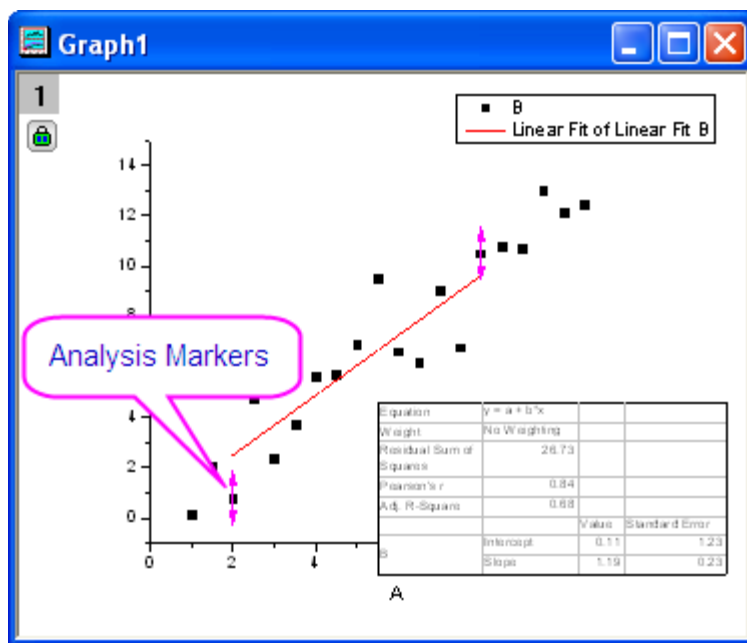 Graph1
1
B
Linear Fit of Linear Fit B
14
12
10
8
Analysis Markers
4
2
0
0
2
4
A
Equation y = a + b*x
Weight No Weighting
Residual Sum of Squares 26.73
Pearson's r 0.84
Adj. R-Square 0.68
Value Standard Error
B Intercept 0.11 1.23
Slope 1.19 0.23